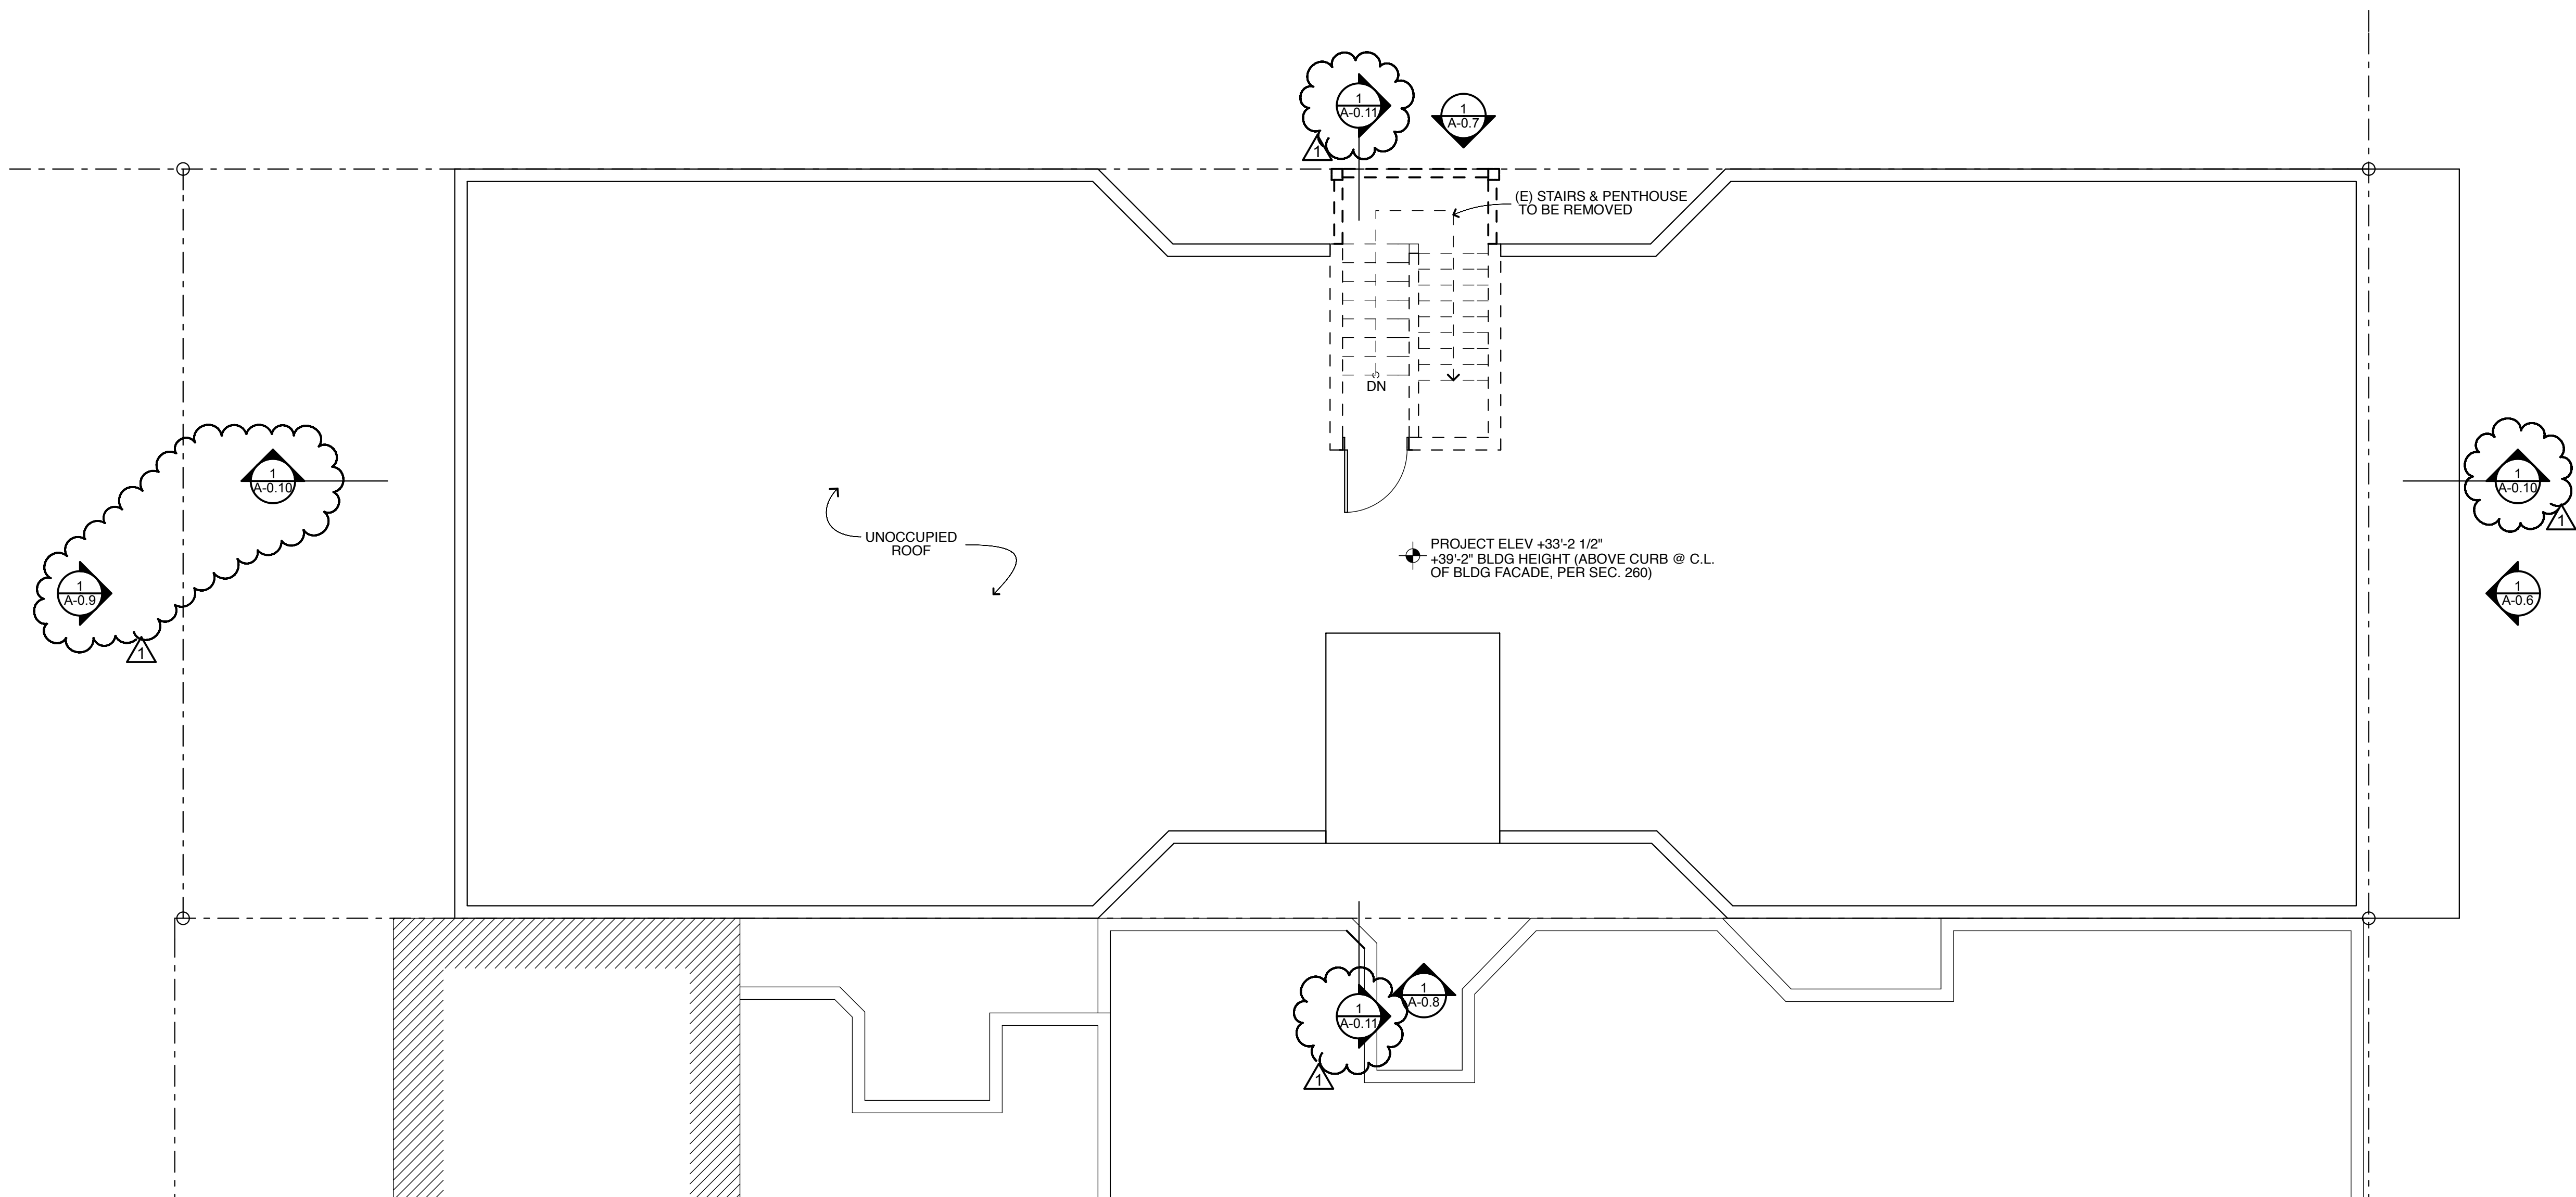 1
A-0.11
1
1
A-0.7
(E) STAIRS & PENTHOUSE
TO BE REMOVED
DN
1
A-0.10
1
A-0.10
1
UNOCCUPIED
ROOF
PROJECT ELEV +33'-2 1/2"
+39'-2" BLDG HEIGHT (ABOVE CURB @ C.L.
OF BLDG FACADE, PER SEC. 260)
1
A-0.9
1
1
A-0.6
1
A-0.8
1
A-0.11
1